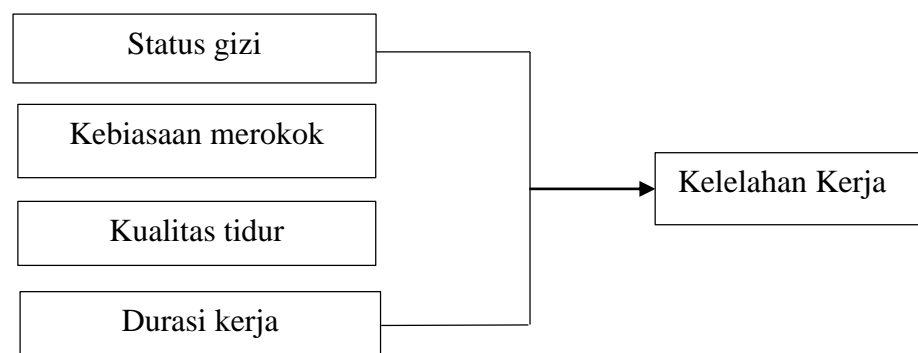 Status gizi
Kebiasaan merokok
Kualitas tidur
Durasi kerja
Kelelahan Kerja